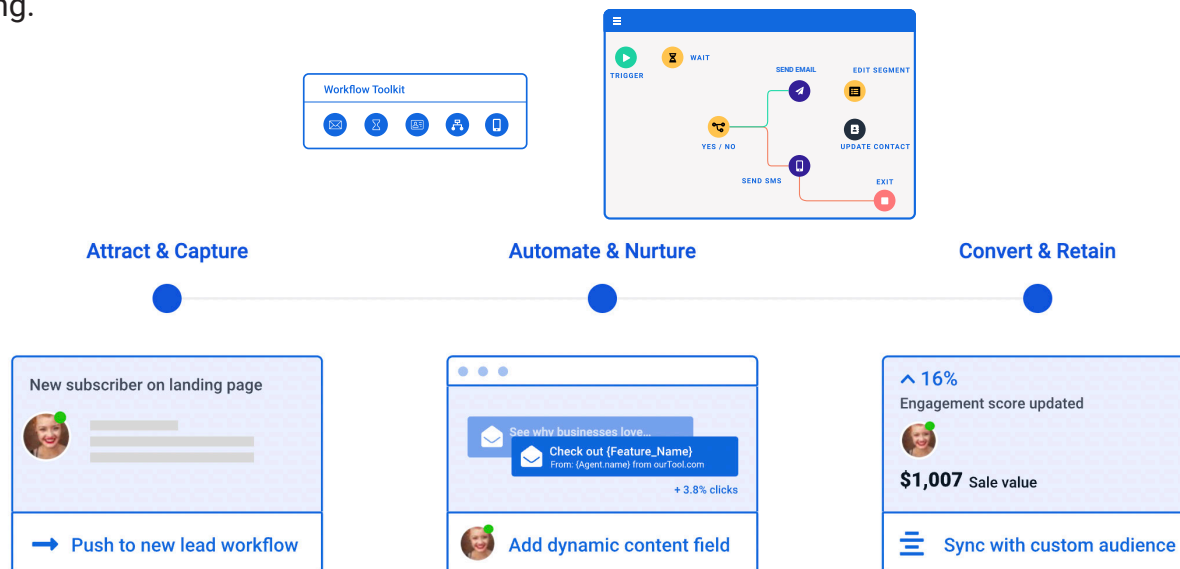 ng.
Workflow Toolkit
TRIGGER
WAIT
SEND EMAIL
EDIT SEGMENT
YES / NO
UPDATE CONTACT
SEND SMS
EXIT
Attract & Capture
Automate & Nurture
Convert & Retain
New subscriber on landing page
Push to new lead workflow
See why businesses love...
Check out {Feature_Name}
From: {Agent.name} from ourTool.com
+ 3.8% clicks
Add dynamic content field
16%
Engagement score updated
$1,007 Sale value
Sync with custom audience